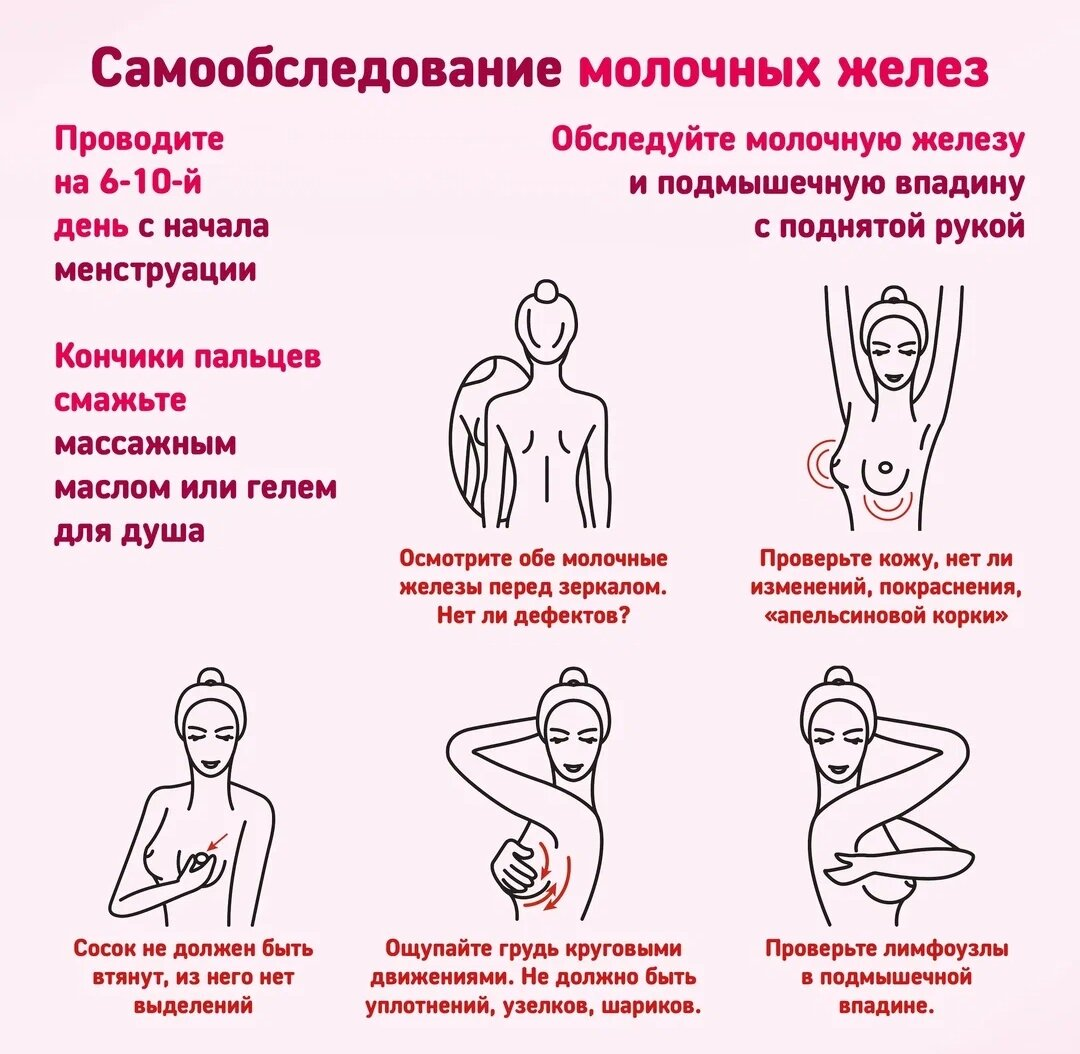 Самообследование молочных желез
Проводите
на 6-10-й
день с начала
менструации
Обследуйте молочную железу
и подмышечную впадину
с поднятой рукой
Кончики пальцев
смажьте
массажным
маслом или гелем
для душа
Осмотрите обе молочные
железы перед зеркалом.
Нет ли дефектов?
Проверьте кожу, нет ли
изменений, покраснения,
«апельсиновой корки»
Сосок не должен быть
втянут, из него нет
выделений
Ощупайте грудь круговыми
движениями. Не должно быть
уплотнений, узелков, шариков.
Проверьте лимфоузлы
в подмышечной
впадине.